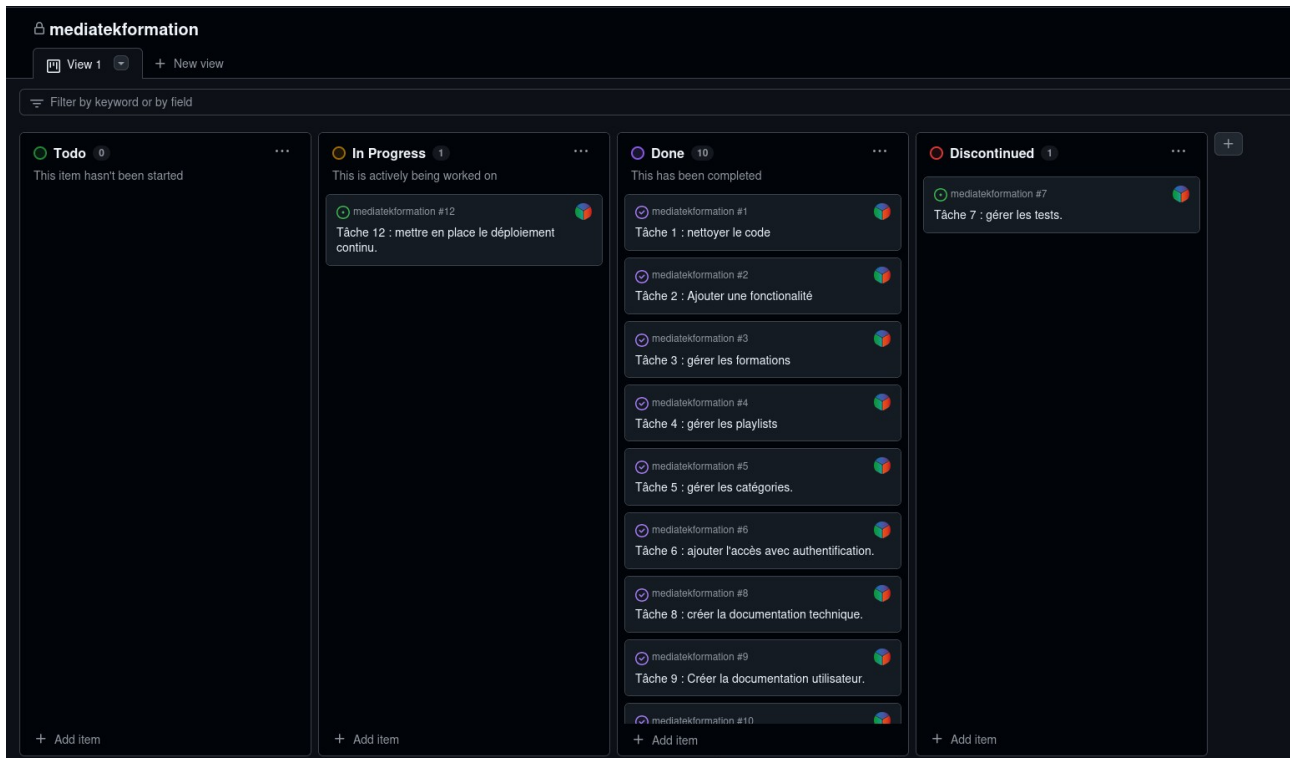 mediatekformation
View 1
+ New view
Filter by keyword or by field
Todo 0
This item hasn't been started
+ Add item
In Progress 1
This is actively being worked on
mediatekformation #12
Tâche 12 : mettre en place le déploiement
continu.
+ Add item
Done 10
This has been completed
mediatekformation #1
Tâche 1 : nettoyer le code
mediatekformation #2
Tâche 2 : Ajouter une fonctionalité
mediatekformation #3
Tâche 3 : gérer les formations
mediatekformation #4
Tâche 4 : gérer les playlists
mediatekformation #5
Tâche 5 : gérer les catégories.
mediatekformation #6
Tâche 6 : ajouter l'accès avec authentification.
mediatekformation #8
Tâche 8 : créer la documentation technique.
mediatekformation #9
Tâche 9 : Créer la documentation utilisateur.
mediatekformation #10
+ Add item
Discontinued 1
mediatekformation #7
Tâche 7 : gérer les tests.
+ Add item